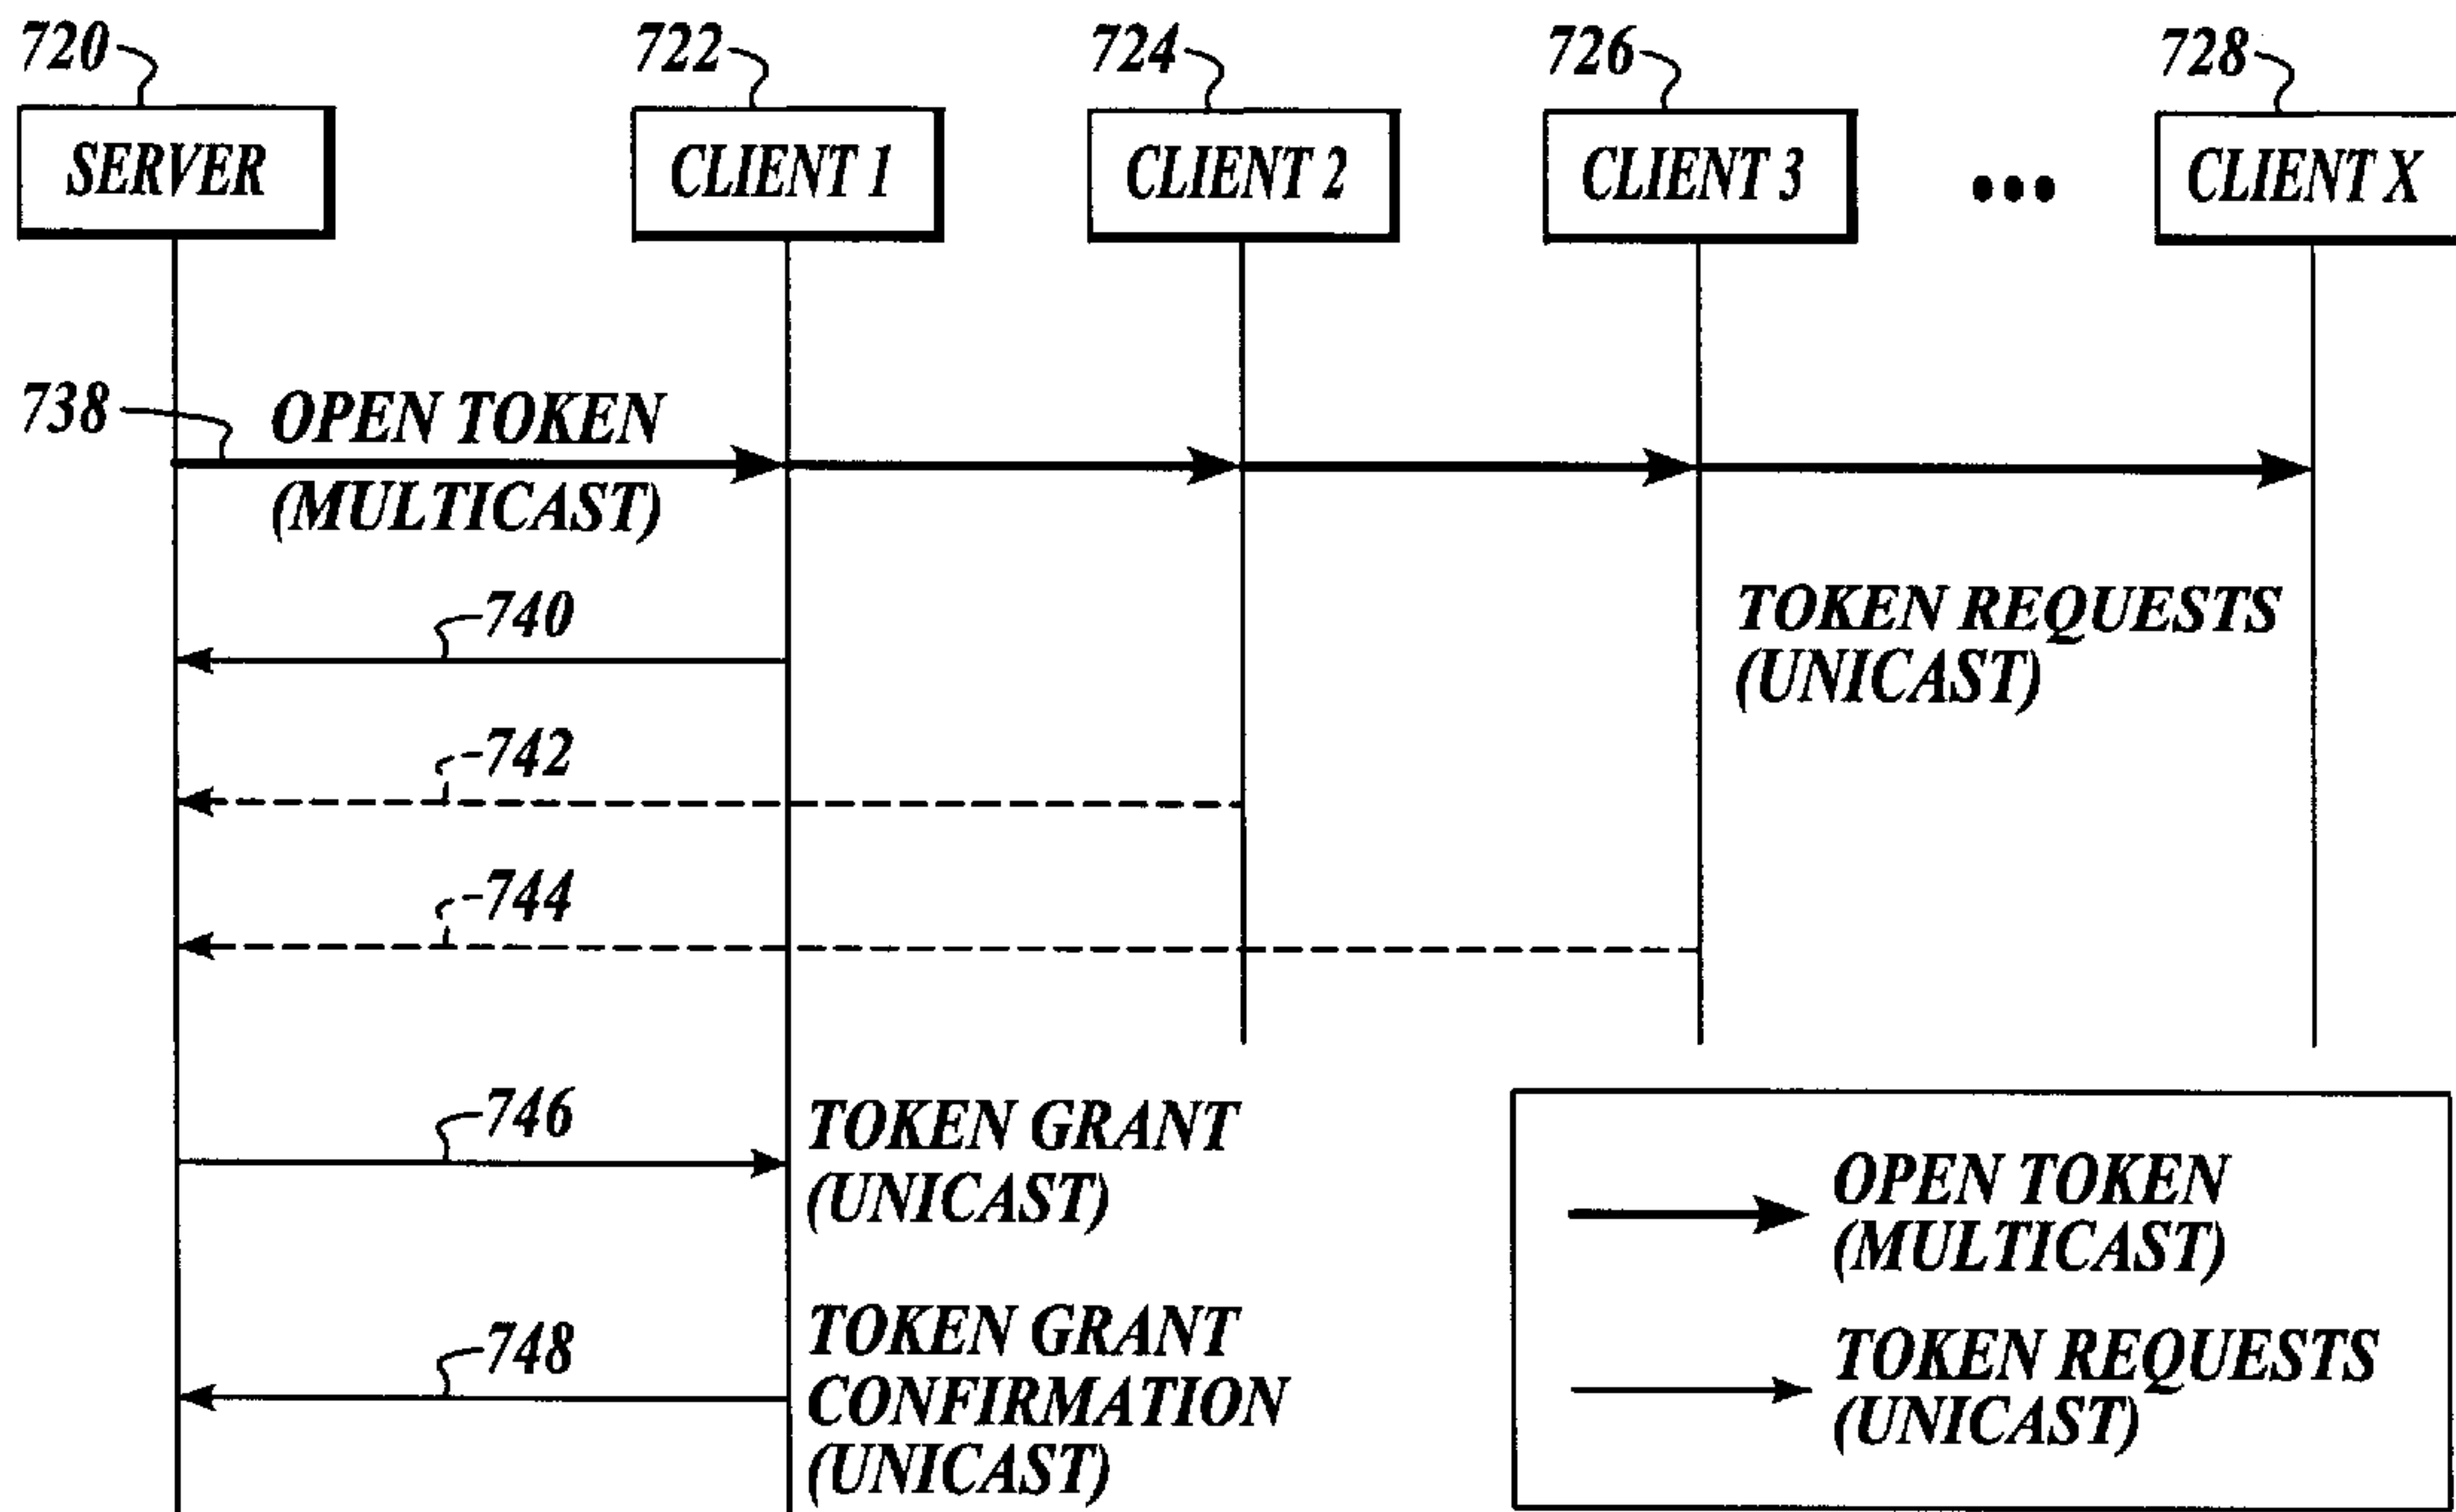 720
722
724
726
728
SERVER
CLIENT 1
CLIENT 2
CLIENT 3
•••
CLIENT X
738
OPEN TOKEN
(MULTICAST)
740
TOKEN REQUESTS
(UNICAST)
742
744
746
TOKEN GRANT
(UNICAST)
748
TOKEN GRANT
CONFIRMATION
(UNICAST)
OPEN TOKEN
(MULTICAST)
TOKEN REQUESTS
(UNICAST)